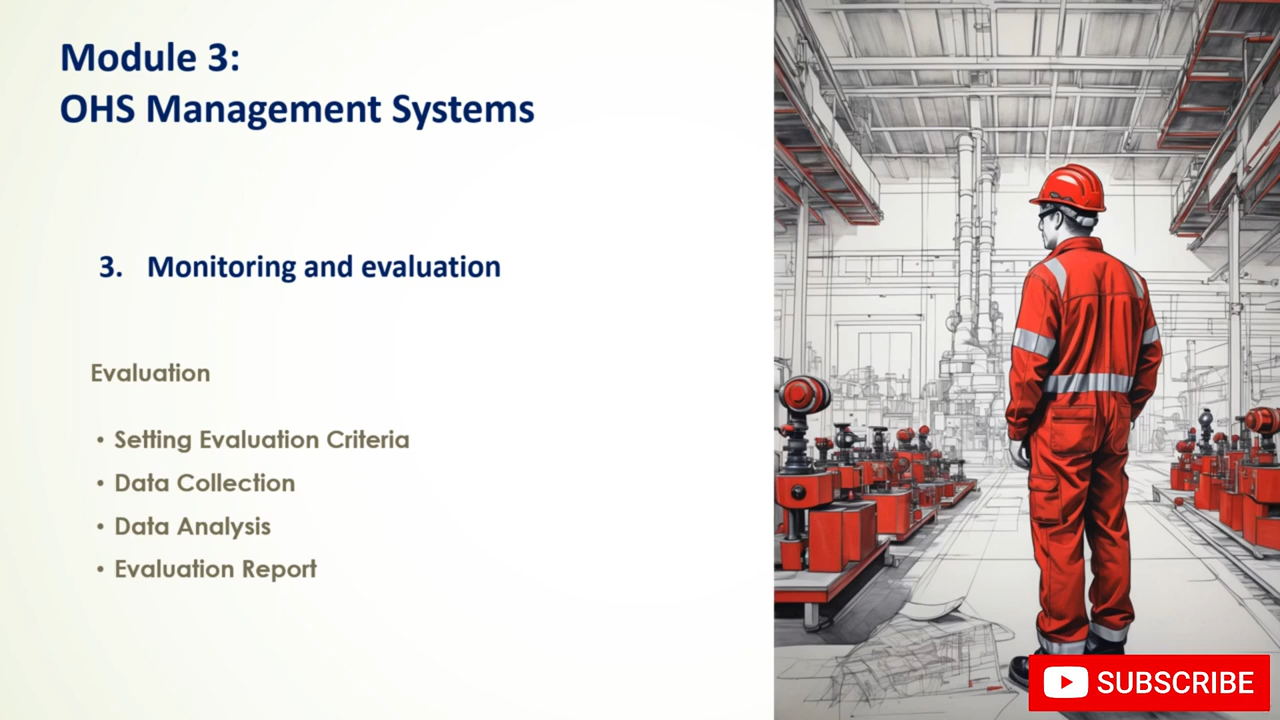 Module 3:
OHS Management Systems
3. Monitoring and evaluation
Evaluation
• Setting Evaluation Criteria
• Data Collection
• Data Analysis
• Evaluation Report
SUBSCRIBE